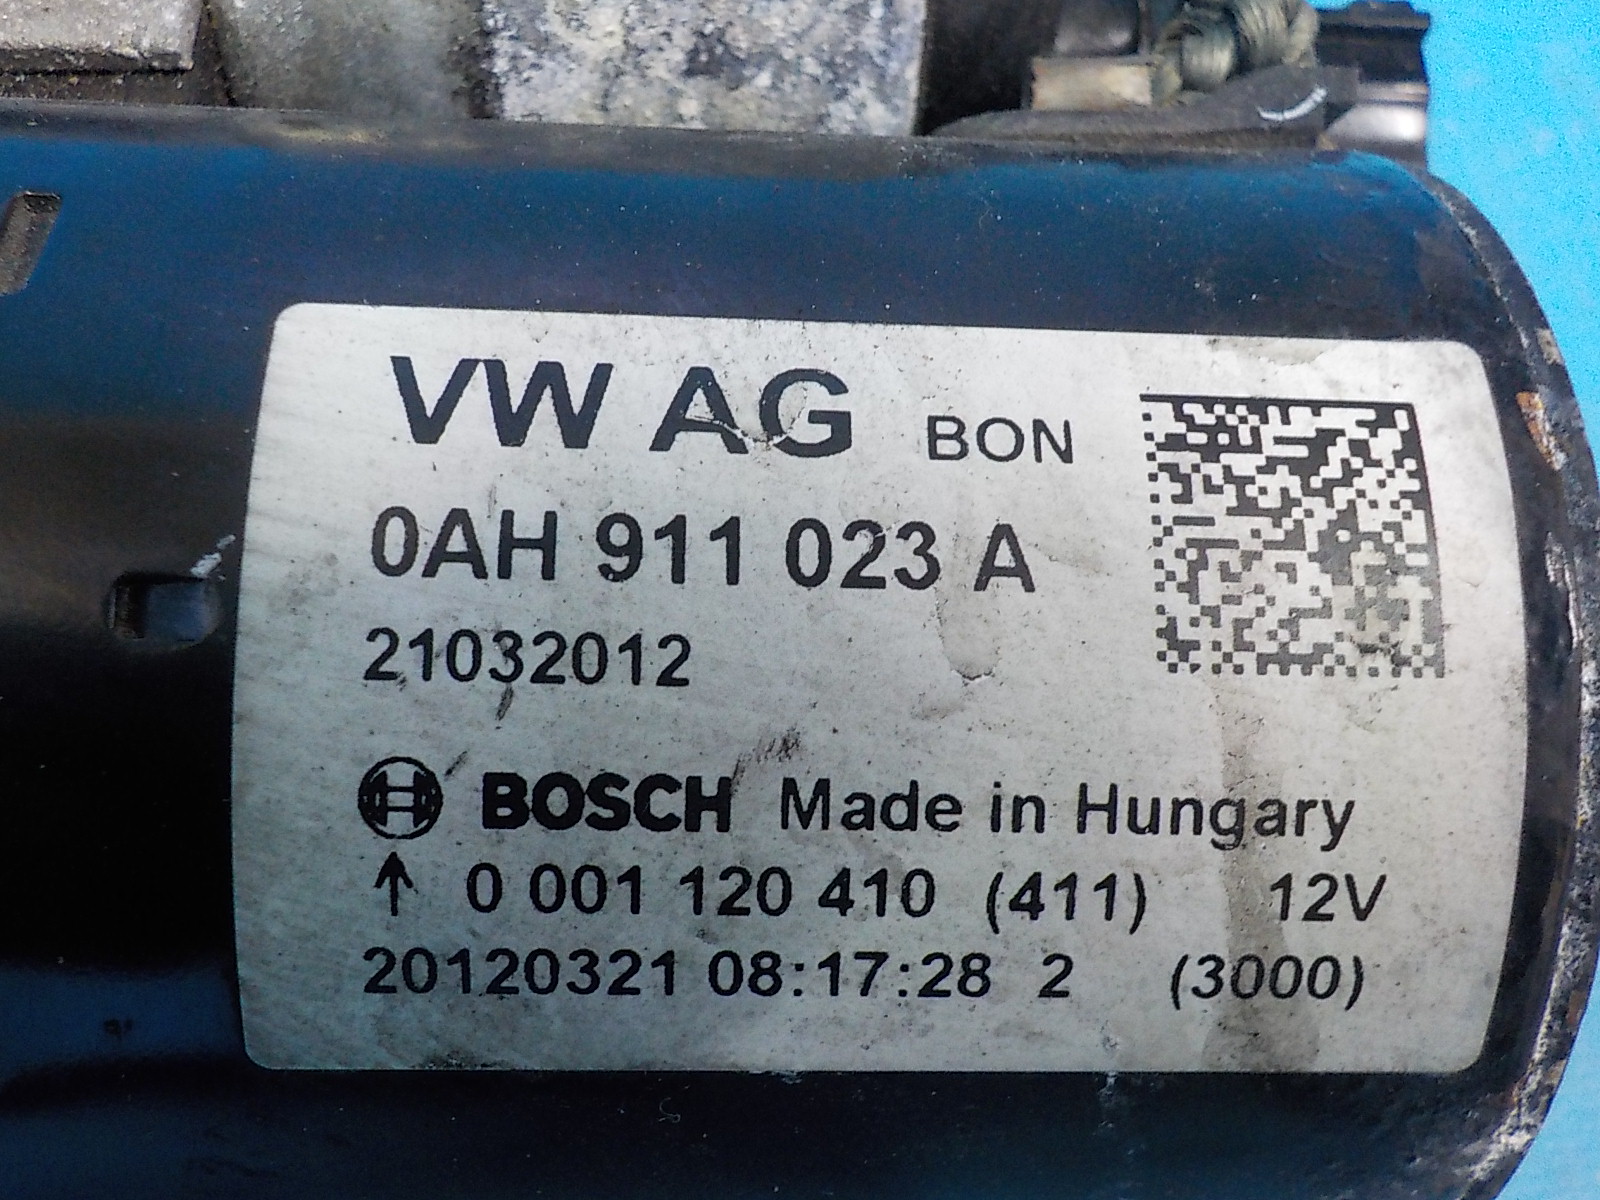 VW AG BON
0AH 911 023 A
21032012
BOSCH Made in Hungary
↑ 0 001 120 410 (411) 12V
20120321 08:17:28 2 (3000)